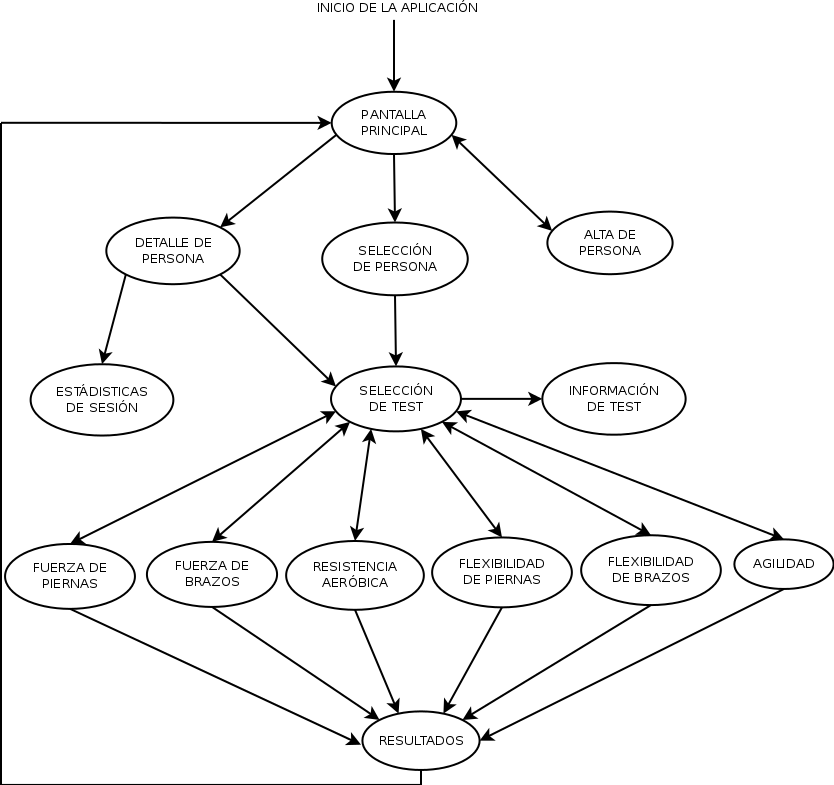 INICIO DE LA APLICACIÓN
PANTALLA
PRINCIPAL
DETALLE DE
PERSONA
SELECCIÓN
DE PERSONA
ALTA DE
PERSONA
ESTÁDISTICAS
DE SESIÓN
SELECCIÓN
DE TEST
INFORMACIÓN
DE TEST
FUERZA DE
PIERNAS
FUERZA DE
BRAZOS
RESISTENCIA
AERÓBICA
FLEXIBILIDAD
DE PIERNAS
FLEXIBILIDAD
DE BRAZOS
AGILIDAD
RESULTADOS